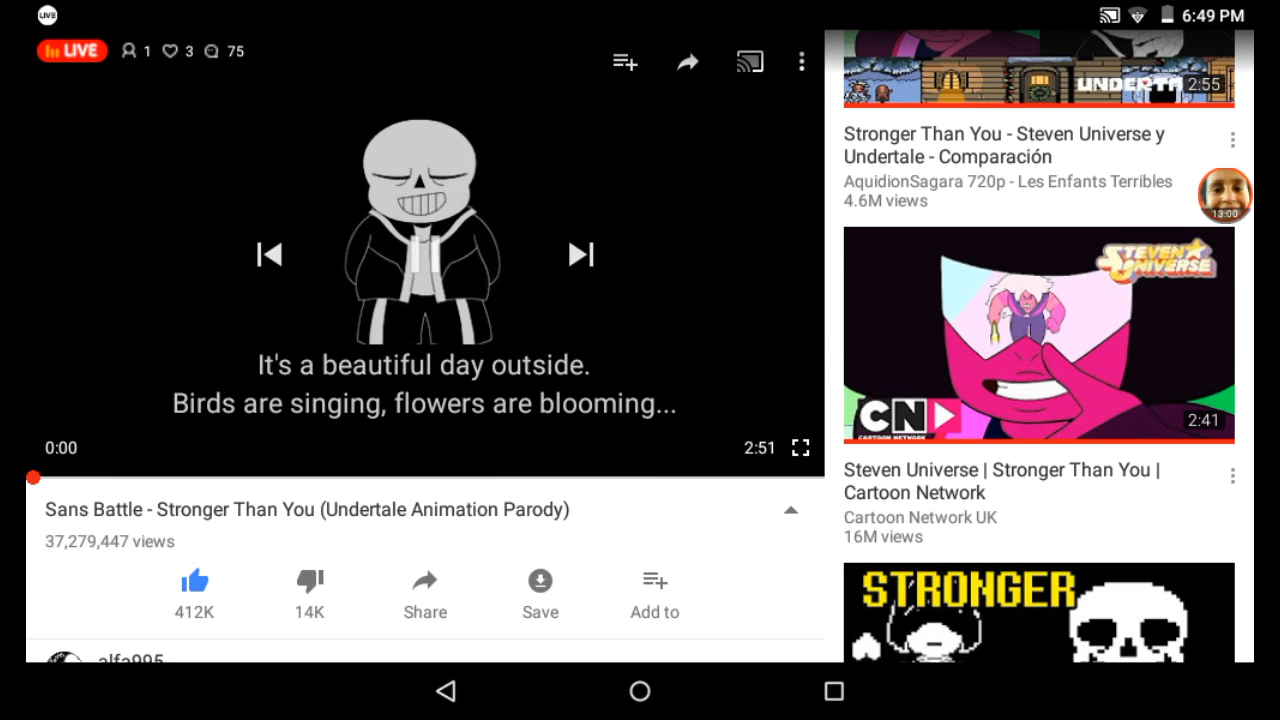 LIVE
6:49 PM
LIVE 1 3 75
It's a beautiful day outside.
Birds are singing, flowers are blooming...
0:00
2:51
Sans Battle - Stronger Than You (Undertale Animation Parody)
37,279,447 views
412K
14K
Share
Save
Add to
alfa995
UNDERTA
2:55
Stronger Than You - Steven Universe y
Undertale - Comparación
AquidionSagara 720p - Les Enfants Terribles
4.6M views
13:00
STEVEN
UNIVERSE
CN
CARTOON NETWORK
2:41
Steven Universe | Stronger Than You |
Cartoon Network
Cartoon Network UK
16M views
STRONGER